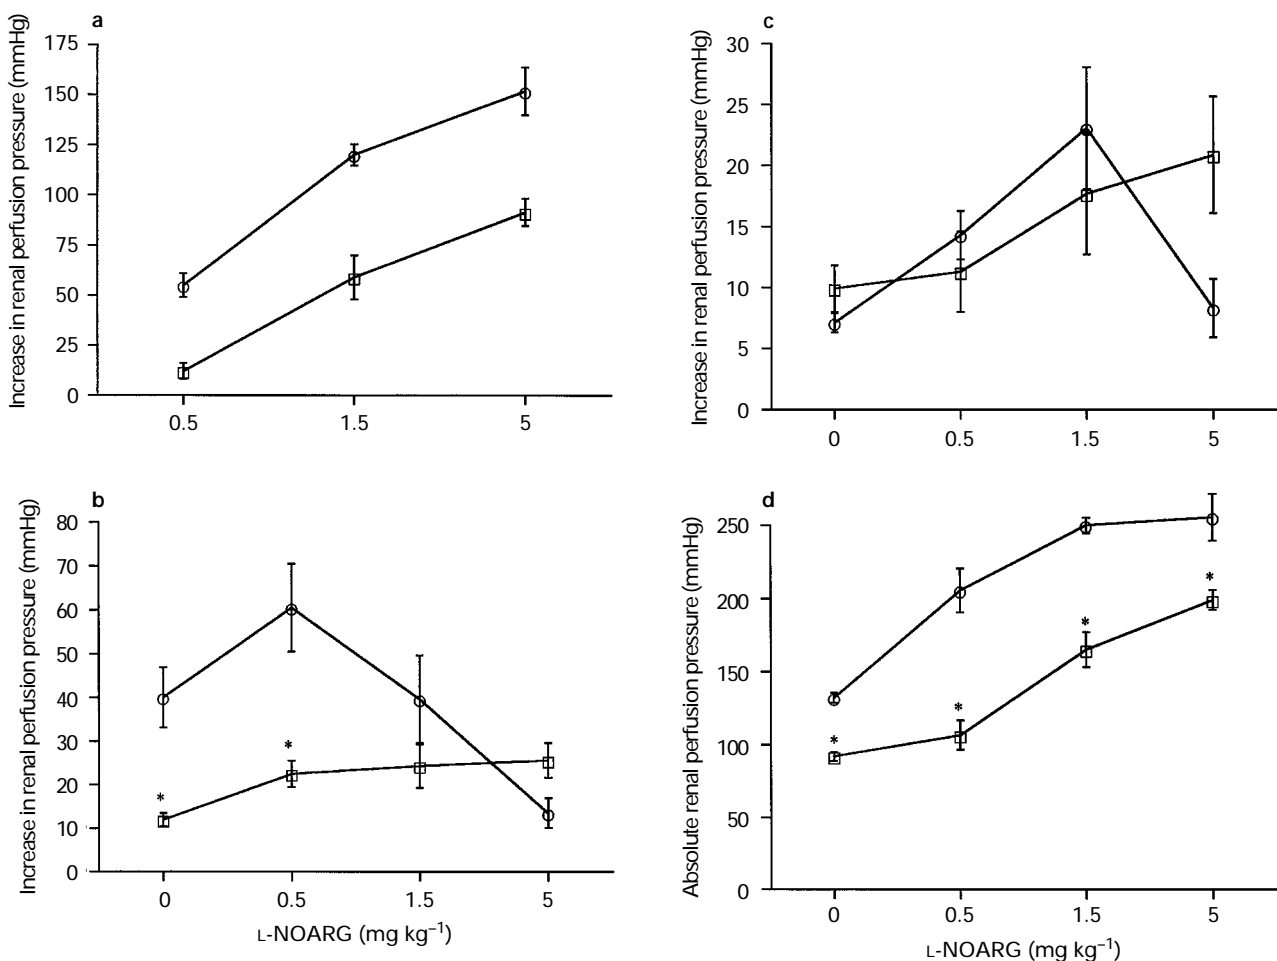 a
Increase in renal perfusion pressure (mmHg)
175
150
125
100
75
50
25
0
0.5 1.5 5
c
Increase in renal perfusion pressure (mmHg)
30
25
20
15
10
5
0
0 0.5 1.5 5
b
Increase in renal perfusion pressure (mmHg)
80
70
60
50
40
30
20
10
0
*
*
0 0.5 1.5 5
L-NOARG (mg kg⁻¹)
d
Absolute renal perfusion pressure (mmHg)
250
200
150
100
50
0
*
*
*
*
0 0.5 1.5 5
L-NOARG (mg kg⁻¹)